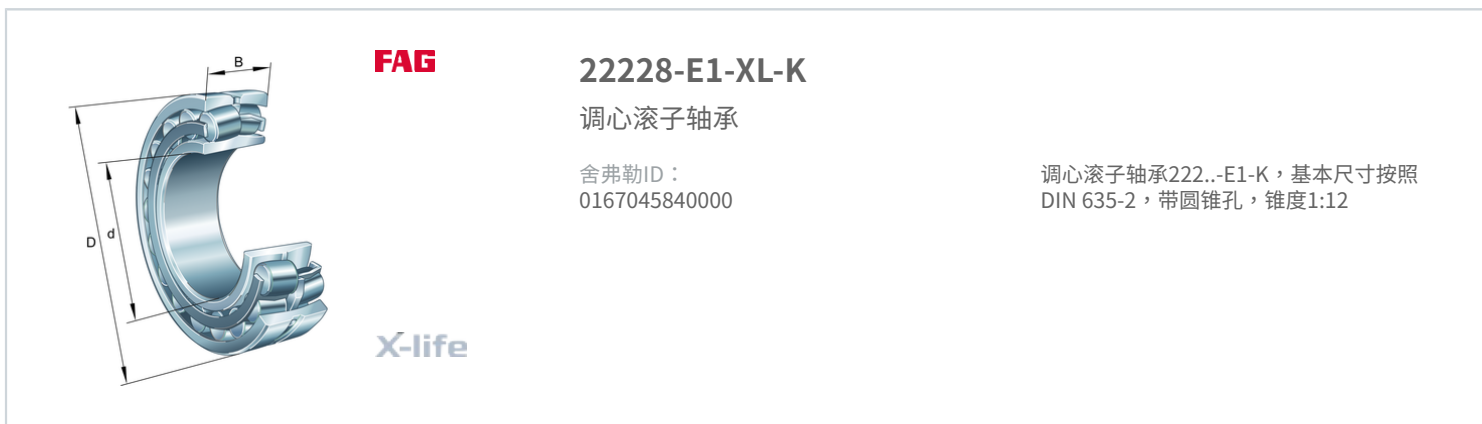 B
D
d
FAG
X-life
22228-E1-XL-K
调心滚子轴承
舍弗勒ID：
0167045840000
调心滚子轴承222..-E1-K，基本尺寸按照
DIN 635-2，带圆锥孔，锥度1:12